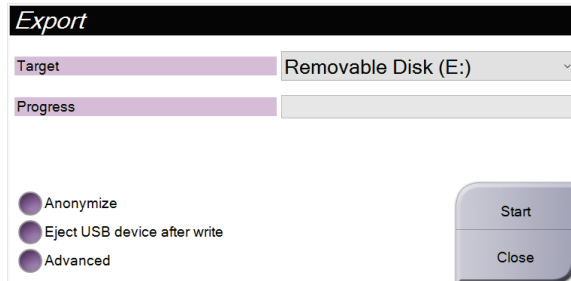 Export
Target
Removable Disk (E:)
Progress
Anonymize
Eject USB device after write
Advanced
Start
Close